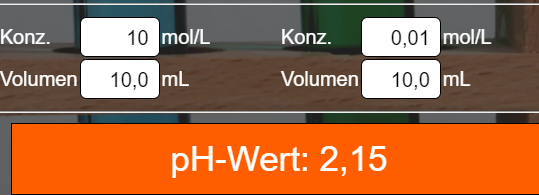 Konz. 10 mol/L Konz. 0,01 mol/L
Volumen 10,0 mL Volumen 10,0 mL
pH-Wert: 2,15